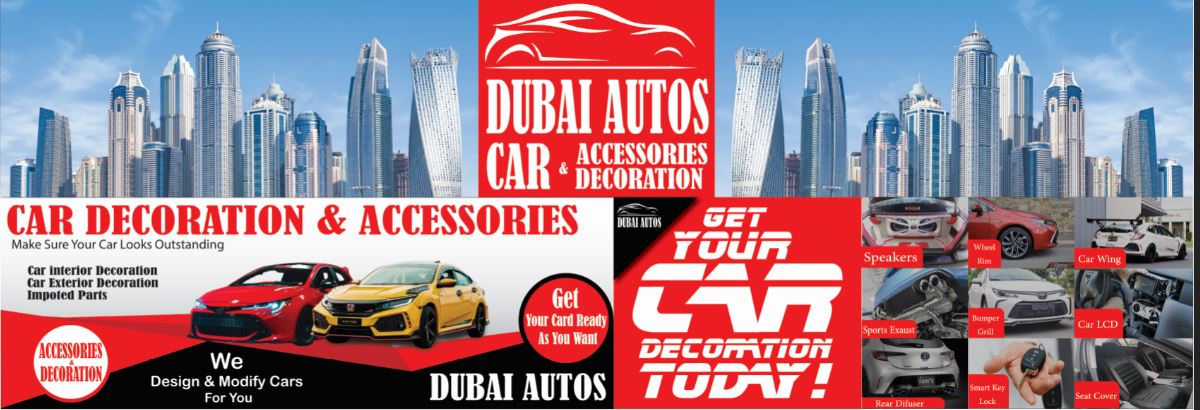 DUBAI AUTOS
CAR & ACCESSORIES
DECORATION
CAR DECORATION & ACCESSORIES
Make Sure Your Car Looks Outstanding
Car interior Decoration
Car Exterior Decoration
Impoted Parts
ACCESSORIES
&
DECORATION
We
Design & Modify Cars
For You
Get
Your Card Ready
As You Want
DUBAI AUTOS
DUBAI AUTOS
GET
YOUR
CAR
DECORATION
TODAY!
Speakers
Wheel
Rim
Car Wing
Sports Exaust
Bumper
Grill
Car LCD
Rear Difuser
Smart Key
Lock
Seat Cover